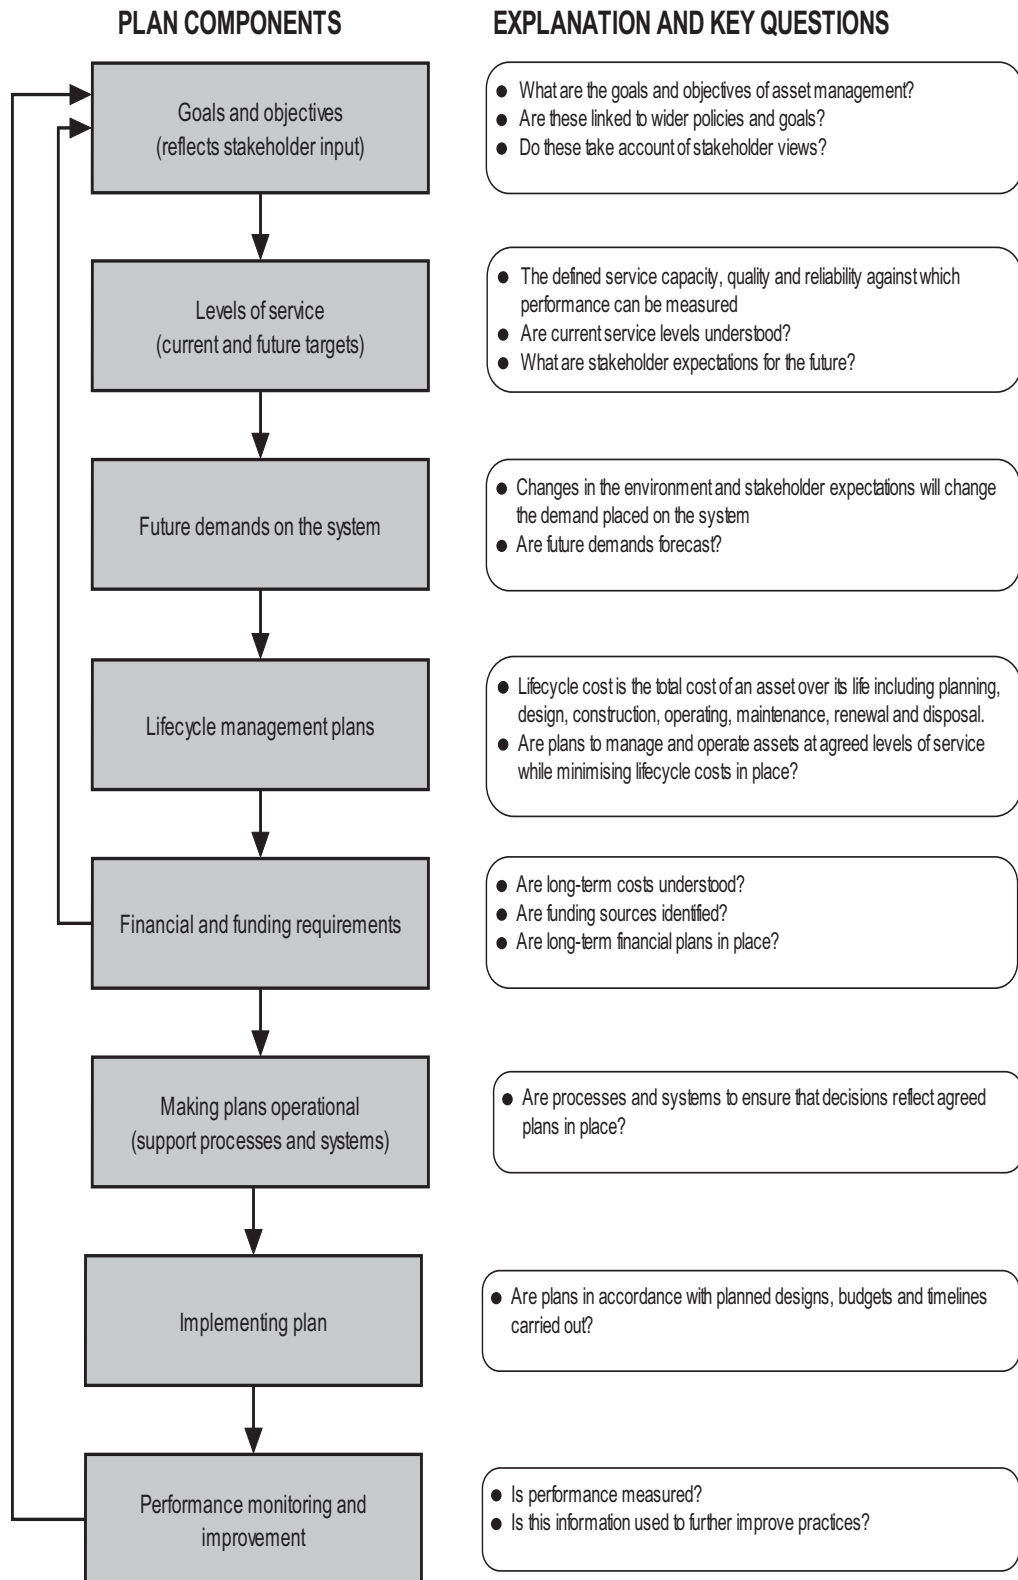 PLAN COMPONENTS
EXPLANATION AND KEY QUESTIONS
Goals and objectives
(reflects stakeholder input)
● What are the goals and objectives of asset management?
● Are these linked to wider policies and goals?
● Do these take account of stakeholder views?
Levels of service
(current and future targets)
● The defined service capacity, quality and reliability against which
performance can be measured
● Are current service levels understood?
● What are stakeholder expectations for the future?
Future demands on the system
● Changes in the environment and stakeholder expectations will change
the demand placed on the system
● Are future demands forecast?
Lifecycle management plans
● Lifecycle cost is the total cost of an asset over its life including planning,
design, construction, operating, maintenance, renewal and disposal.
● Are plans to manage and operate assets at agreed levels of service
while minimising lifecycle costs in place?
Financial and funding requirements
● Are long-term costs understood?
● Are funding sources identified?
● Are long-term financial plans in place?
Making plans operational
(support processes and systems)
● Are processes and systems to ensure that decisions reflect agreed
plans in place?
Implementing plan
● Are plans in accordance with planned designs, budgets and timelines
carried out?
Performance monitoring and
improvement
● Is performance measured?
● Is this information used to further improve practices?